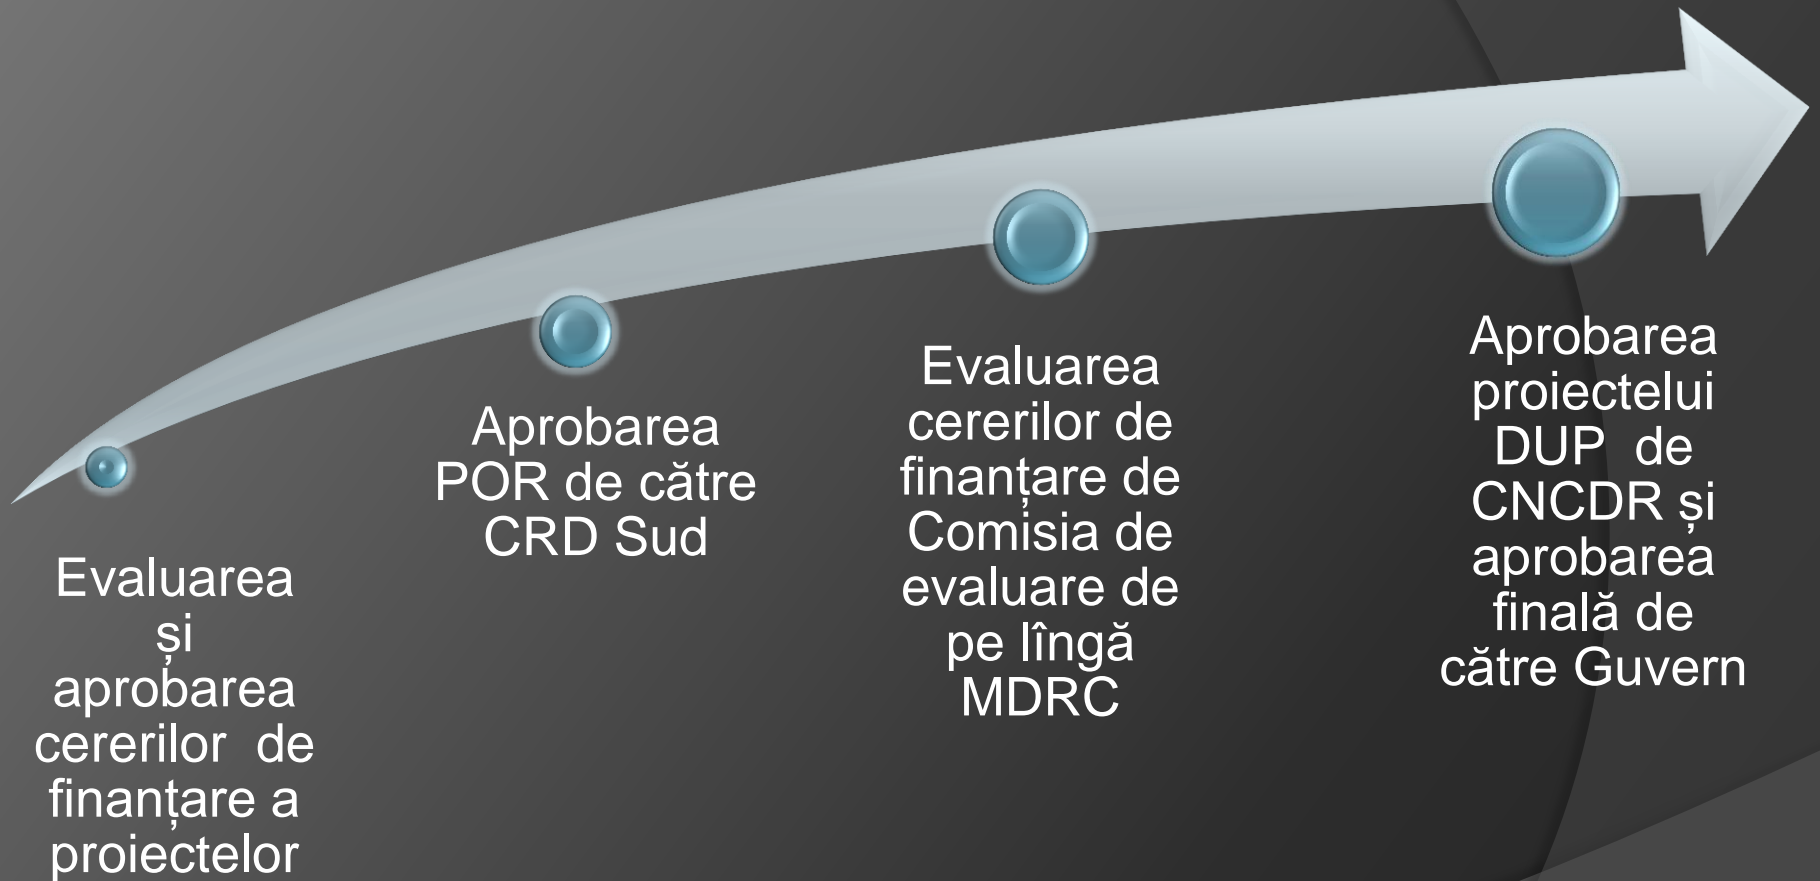 Evaluarea
și
aprobarea
cererilor de
finanțare a
proiectelor
Aprobarea
POR de către
CRD Sud
Evaluarea
cererilor de
finanțare de
Comisia de
evaluare de
pe lîngă
MDRC
Aprobarea
proiectelui
DUP de
CNCDR și
aprobarea
finală de
către Guvern